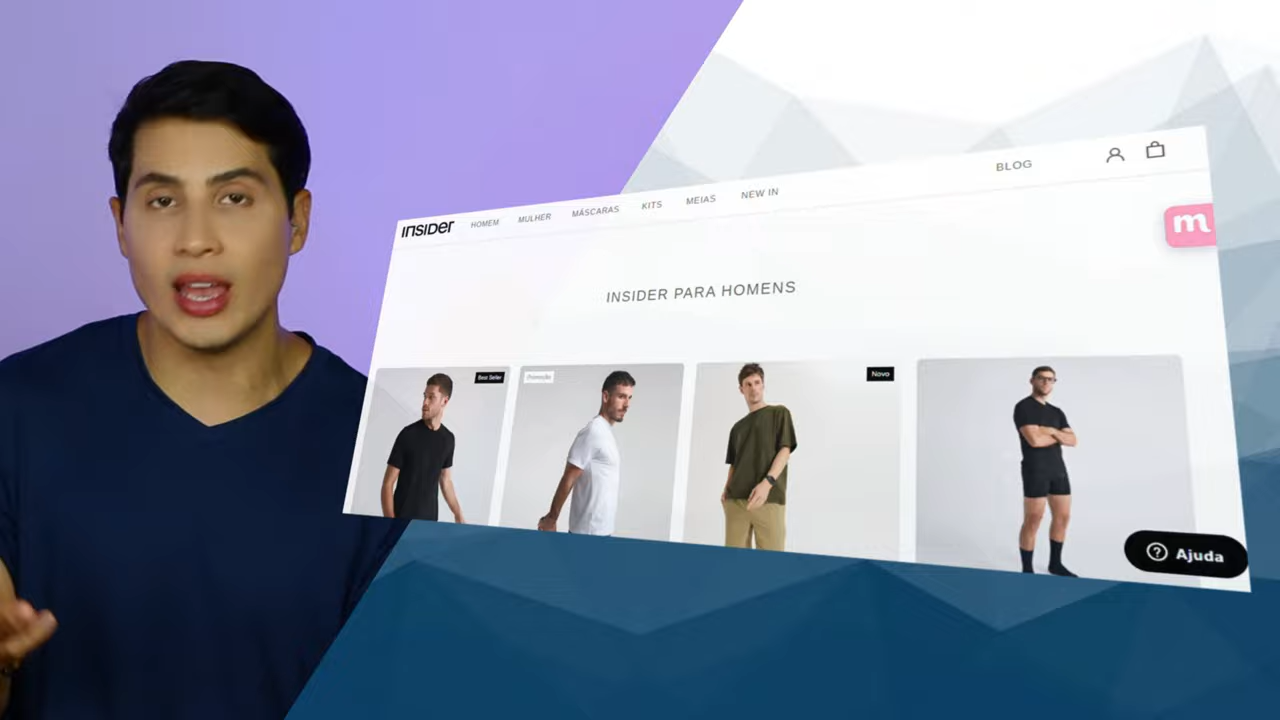 INSIDER HOMEM MULHER MÁSCARAS KITS MEIAS NEW IN BLOG
m
INSIDER PARA HOMENS
Best Seller
Promoção
Novo
Ajuda